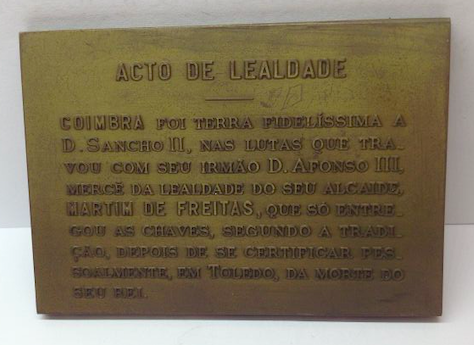 ACTO DE LEALDADE
COIMBRA FOI TERRA FIDELÍSSIMA A
D. SANCHO II, NAS LUTAS QUE TRA-
VOU COM SEU IRMÃO D. AFONSO III,
MERCÊ DA LEALDADE DO SEU ALCAIDE,
MARTIM DE FREITAS, QUE SÓ ENTRE-
GOU AS CHAVES, SEGUNDO A TRADI-
ÇÃO, DEPOIS DE SE CERTIFICAR PES-
SOALMENTE, EM TOLEDO, DA MORTE DO
SEU REI.